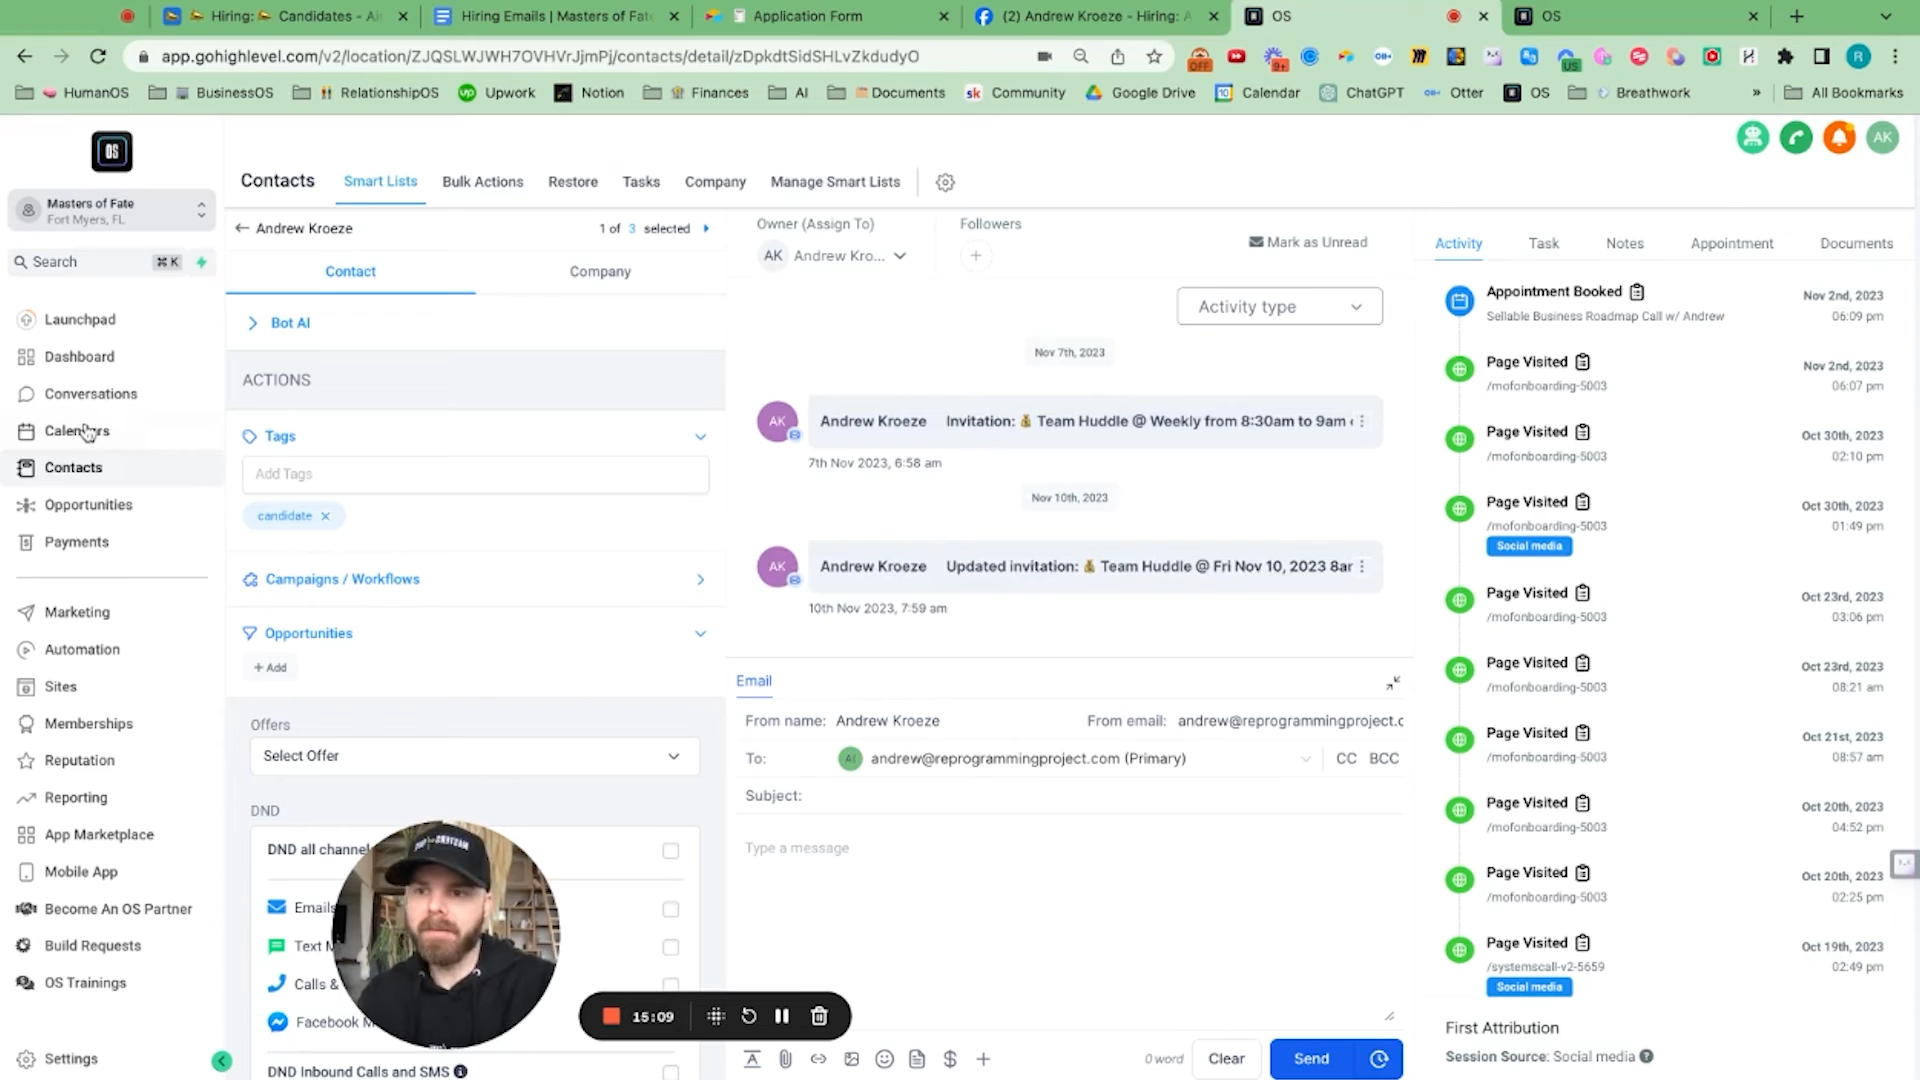 Hiring: Candidates - Ai
Hiring Emails | Masters of Fat
Application Form
(2) Andrew Kroeze - Hiring: A
OS
OS
app.gohighlevel.com/v2/location/ZJQSLWJWH7OVHVrJjmPj/contacts/detail/zDpkdtSidSHLvZkdudyO
OFF
9+
US
R
HumanOS
BusinessOS
RelationshipOS
Upwork
Notion
Finances
AI
Documents
sk Community
Google Drive
Calendar
ChatGPT
Otter
OS
Breathwork
»
All Bookmarks
OS
Masters of Fate
Fort Myers, FL
Search
⌘ K
Launchpad
Dashboard
Conversations
Calendars
Contacts
Opportunities
Payments
Marketing
Automation
Sites
Memberships
Reputation
Reporting
App Marketplace
Mobile App
Become An OS Partner
Build Requests
OS Trainings
Settings
AK
Contacts
Smart Lists
Bulk Actions
Restore
Tasks
Company
Manage Smart Lists
Andrew Kroeze
1 of 3 selected
Contact
Company
Bot AI
ACTIONS
Tags
Add Tags
candidate
Campaigns / Workflows
Opportunities
+ Add
Offers
Select Offer
DND
DND all channel
Emails
Text M
Calls &
Facebook M
DND Inbound Calls and SMS
15:09
Owner (Assign To)
AK Andrew Kro...
Followers
Mark as Unread
Activity type
Nov 7th, 2023
AK
Andrew Kroeze Invitation: 💰 Team Huddle @ Weekly from 8:30am to 9am
7th Nov 2023, 6:58 am
Nov 10th, 2023
AK
Andrew Kroeze Updated invitation: 💰 Team Huddle @ Fri Nov 10, 2023 8ar
10th Nov 2023, 7:59 am
Email
From name: Andrew Kroeze
From email: andrew@reprogrammingproject.c
To: andrew@reprogrammingproject.com (Primary)
CC BCC
Subject:
Type a message
0 word
Clear
Send
Activity
Task
Notes
Appointment
Documents
Appointment Booked
Nov 2nd, 2023
Sellable Business Roadmap Call w/ Andrew
06:09 pm
Page Visited
Nov 2nd, 2023
/mofonboarding-5003
06:07 pm
Page Visited
Oct 30th, 2023
/mofonboarding-5003
02:10 pm
Page Visited
Oct 30th, 2023
/mofonboarding-5003
01:49 pm
Social media
Page Visited
Oct 23rd, 2023
/mofonboarding-5003
03:06 pm
Page Visited
Oct 23rd, 2023
/mofonboarding-5003
08:21 am
Page Visited
Oct 21st, 2023
/mofonboarding-5003
08:57 am
Page Visited
Oct 20th, 2023
/mofonboarding-5003
04:52 pm
Page Visited
Oct 20th, 2023
/mofonboarding-5003
02:25 pm
Page Visited
Oct 19th, 2023
/systemscall-v2-5659
02:49 pm
Social media
First Attribution
Session Source: Social media